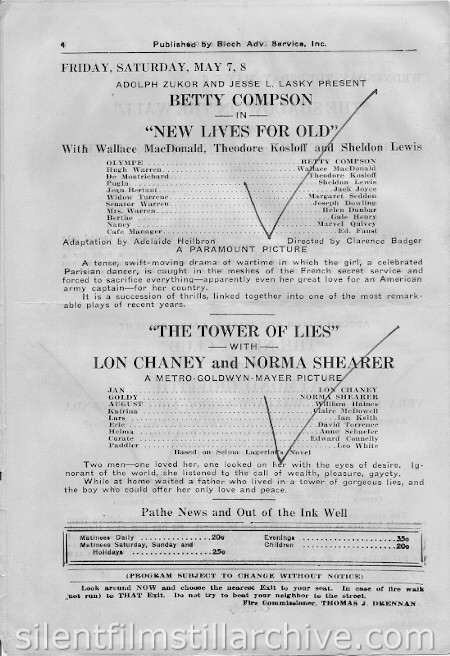 4
Published by Bloch Adv. Service, Inc.
FRIDAY, SATURDAY, MAY 7, 8
ADOLPH ZUKOR AND JESSE L. LASKY PRESENT
BETTY COMPSON
— IN —
"NEW LIVES FOR OLD"
With Wallace MacDonald, Theodore Kosloff and Sheldon Lewis
OLYMPE BETTY COMPSON
Hugh Warren Wallace MacDonald
De Montrichard Theodore Kosloff
Pugin Sheldon Lewis
Jean Bertaut Jack Joyce
Widow Turrene Margaret Seddon
Senator Warren Joseph Dowling
Mrs. Warren Helen Dunbar
Berthe Gale Henry
Nancy Marvel Quivey
Cafe Manager Ed. Faust
Adaptation by Adelaide Heilbron Directed by Clarence Badger
A PARAMOUNT PICTURE
A tense, swift-moving drama of wartime in which the girl, a celebrated
Parisian dancer, is caught in the meshes of the French secret service and
forced to sacrifice everything—apparently even her great love for an American
army captain—for her country.
It is a succession of thrills, linked together into one of the most remark-
able plays of recent years.
"THE TOWER OF LIES"
— WITH —
LON CHANEY and NORMA SHEARER
A METRO-GOLDWYN-MAYER PICTURE
JAN LON CHANEY
GOLDY NORMA SHEARER
AUGUST William Haines
Katrina Claire McDowell
Lars Ian Keith
Eric David Torrence
Helma Anne Schaefer
Curate Edward Connelly
Paddler Leo White
Based on Selma Lagerlof's Novel
Two men—one loved her, one looked on her with the eyes of desire. Ig-
norant of the world, she listened to the call of wealth, pleasure, gayety.
While at home waited a father who lived in a tower of gorgeous lies, and
the boy who could offer her only love and peace.
Pathe News and Out of the Ink Well
Matinees Daily 20c Evenings 35c
Matinees Saturday, Sunday and Children 20c
Holidays 25c
(PROGRAM SUBJECT TO CHANGE WITHOUT NOTICE)
Look around NOW and choose the nearest Exit to your seat. In case of fire walk
(not run) to THAT Exit. Do not try to beat your neighbor to the street.
Fire Commissioner, THOMAS J. DRENNAN
silentfilmstillarchive.com